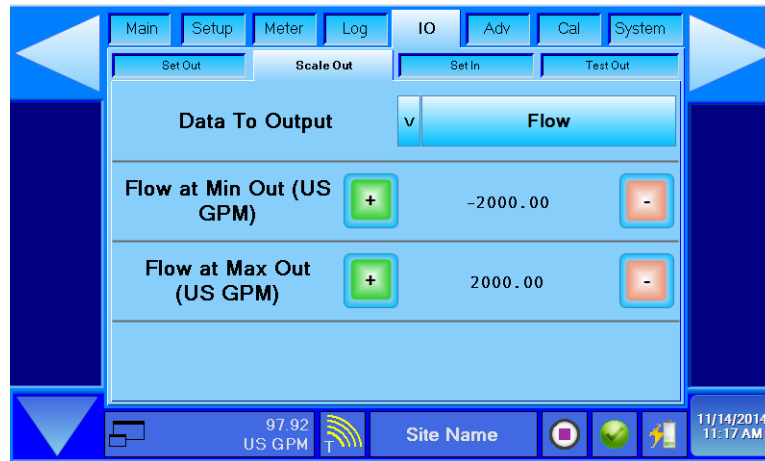 Main Setup Meter Log IO Adv Cal System
Set Out Scale Out Set In Test Out
Data To Output v Flow
Flow at Min Out (US
GPM) + -2000.00 -
Flow at Max Out
(US GPM) + 2000.00 -
97.92
US GPM T Site Name
11/14/2014
11:17 AM